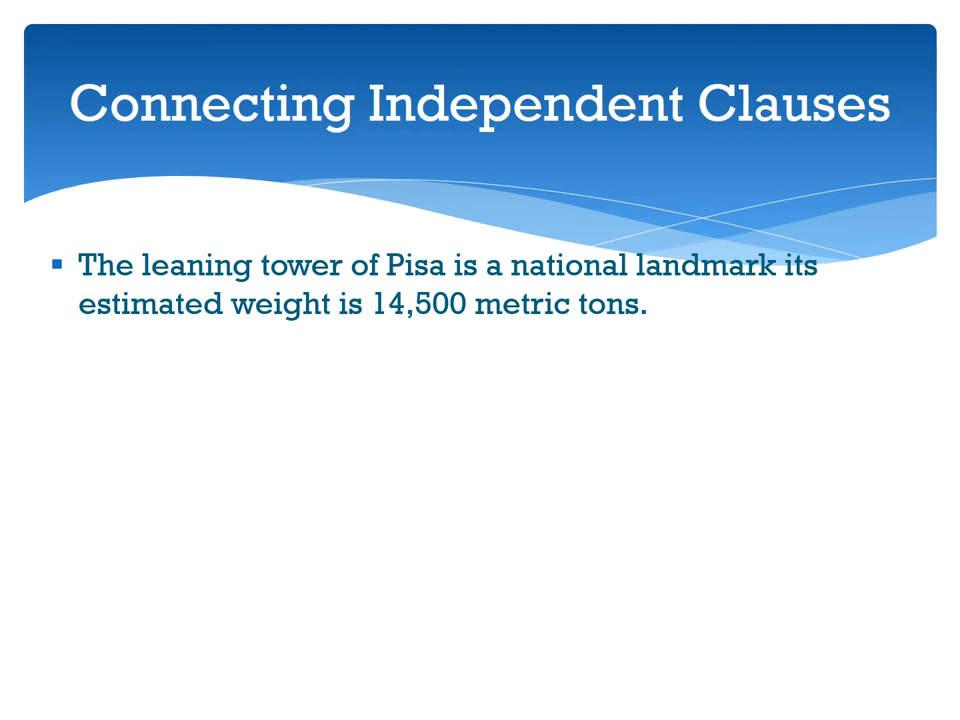 Connecting Independent Clauses
▪ The leaning tower of Pisa is a national landmark its
estimated weight is 14,500 metric tons.